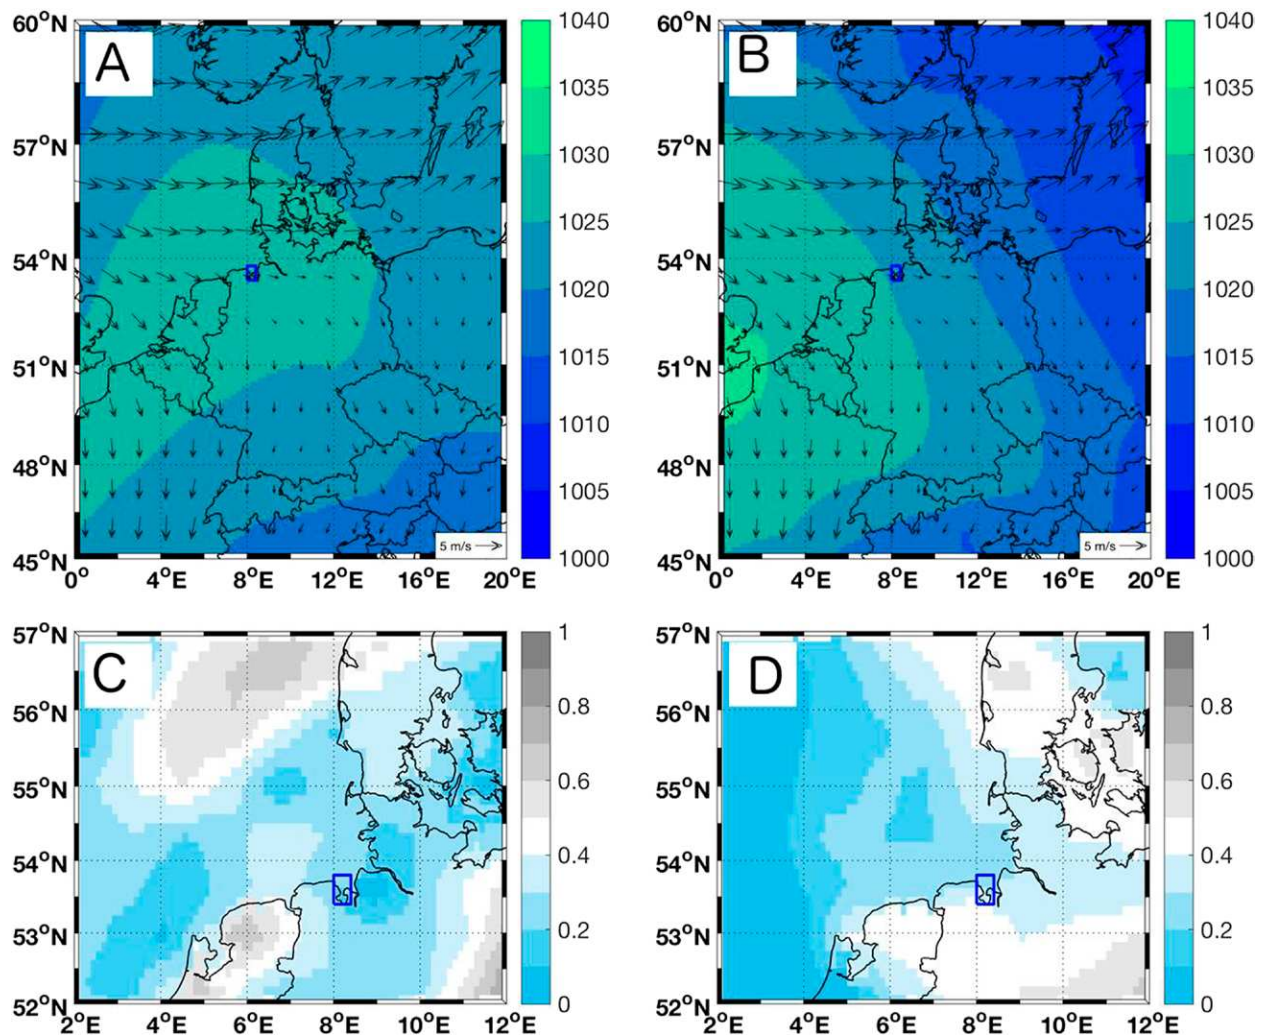 A
60°N
57°N
54°N
51°N
48°N
45°N
0°
4°E
8°E
12°E
16°E
20°E
5 m/s
1040
1035
1030
1025
1020
1015
1010
1005
1000
B
60°N
57°N
54°N
51°N
48°N
45°N
0°
4°E
8°E
12°E
16°E
20°E
5 m/s
1040
1035
1030
1025
1020
1015
1010
1005
1000
C
57°N
56°N
55°N
54°N
53°N
52°N
2°E
4°E
6°E
8°E
10°E
12°E
1
0.8
0.6
0.4
0.2
0
D
57°N
56°N
55°N
54°N
53°N
52°N
2°E
4°E
6°E
8°E
10°E
12°E
1
0.8
0.6
0.4
0.2
0